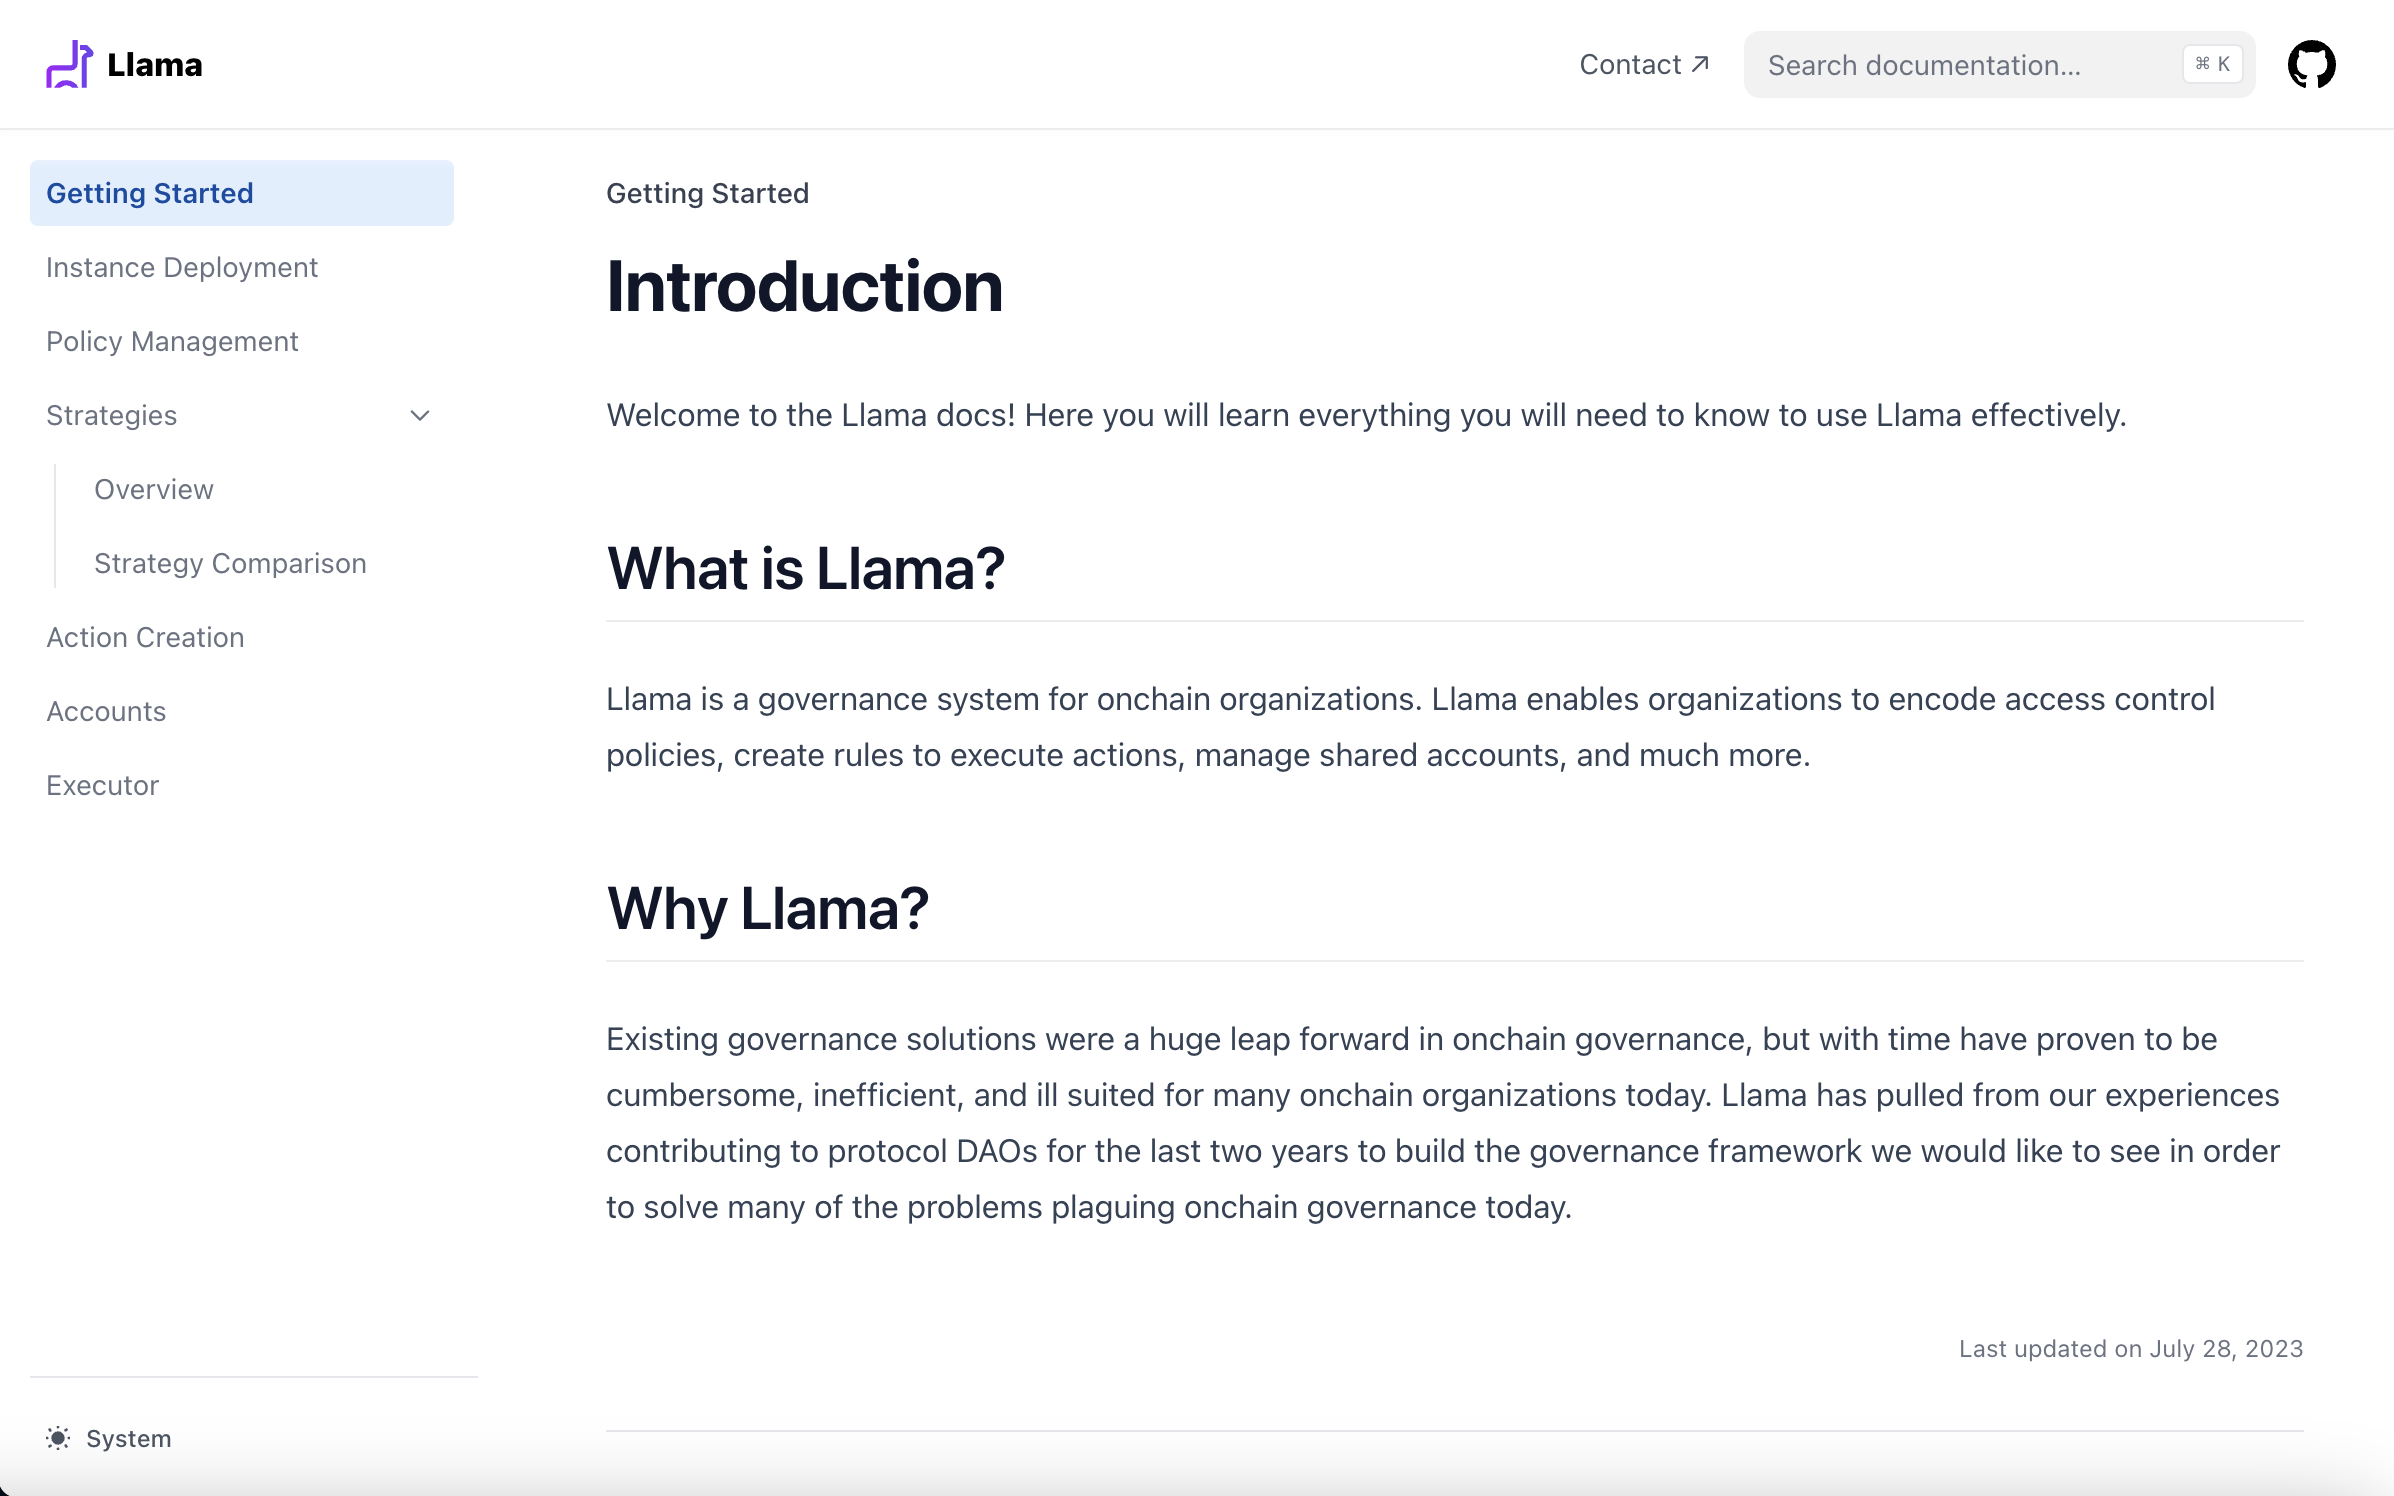 Llama
Contact
Search documentation…
⌘ K
Getting Started
Instance Deployment
Policy Management
Strategies
Overview
Strategy Comparison
Action Creation
Accounts
Executor
System
Getting Started
Introduction
Welcome to the Llama docs! Here you will learn everything you will need to know to use Llama effectively.
What is Llama?
Llama is a governance system for onchain organizations. Llama enables organizations to encode access control
policies, create rules to execute actions, manage shared accounts, and much more.
Why Llama?
Existing governance solutions were a huge leap forward in onchain governance, but with time have proven to be
cumbersome, inefficient, and ill suited for many onchain organizations today. Llama has pulled from our experiences
contributing to protocol DAOs for the last two years to build the governance framework we would like to see in order
to solve many of the problems plaguing onchain governance today.
Last updated on July 28, 2023